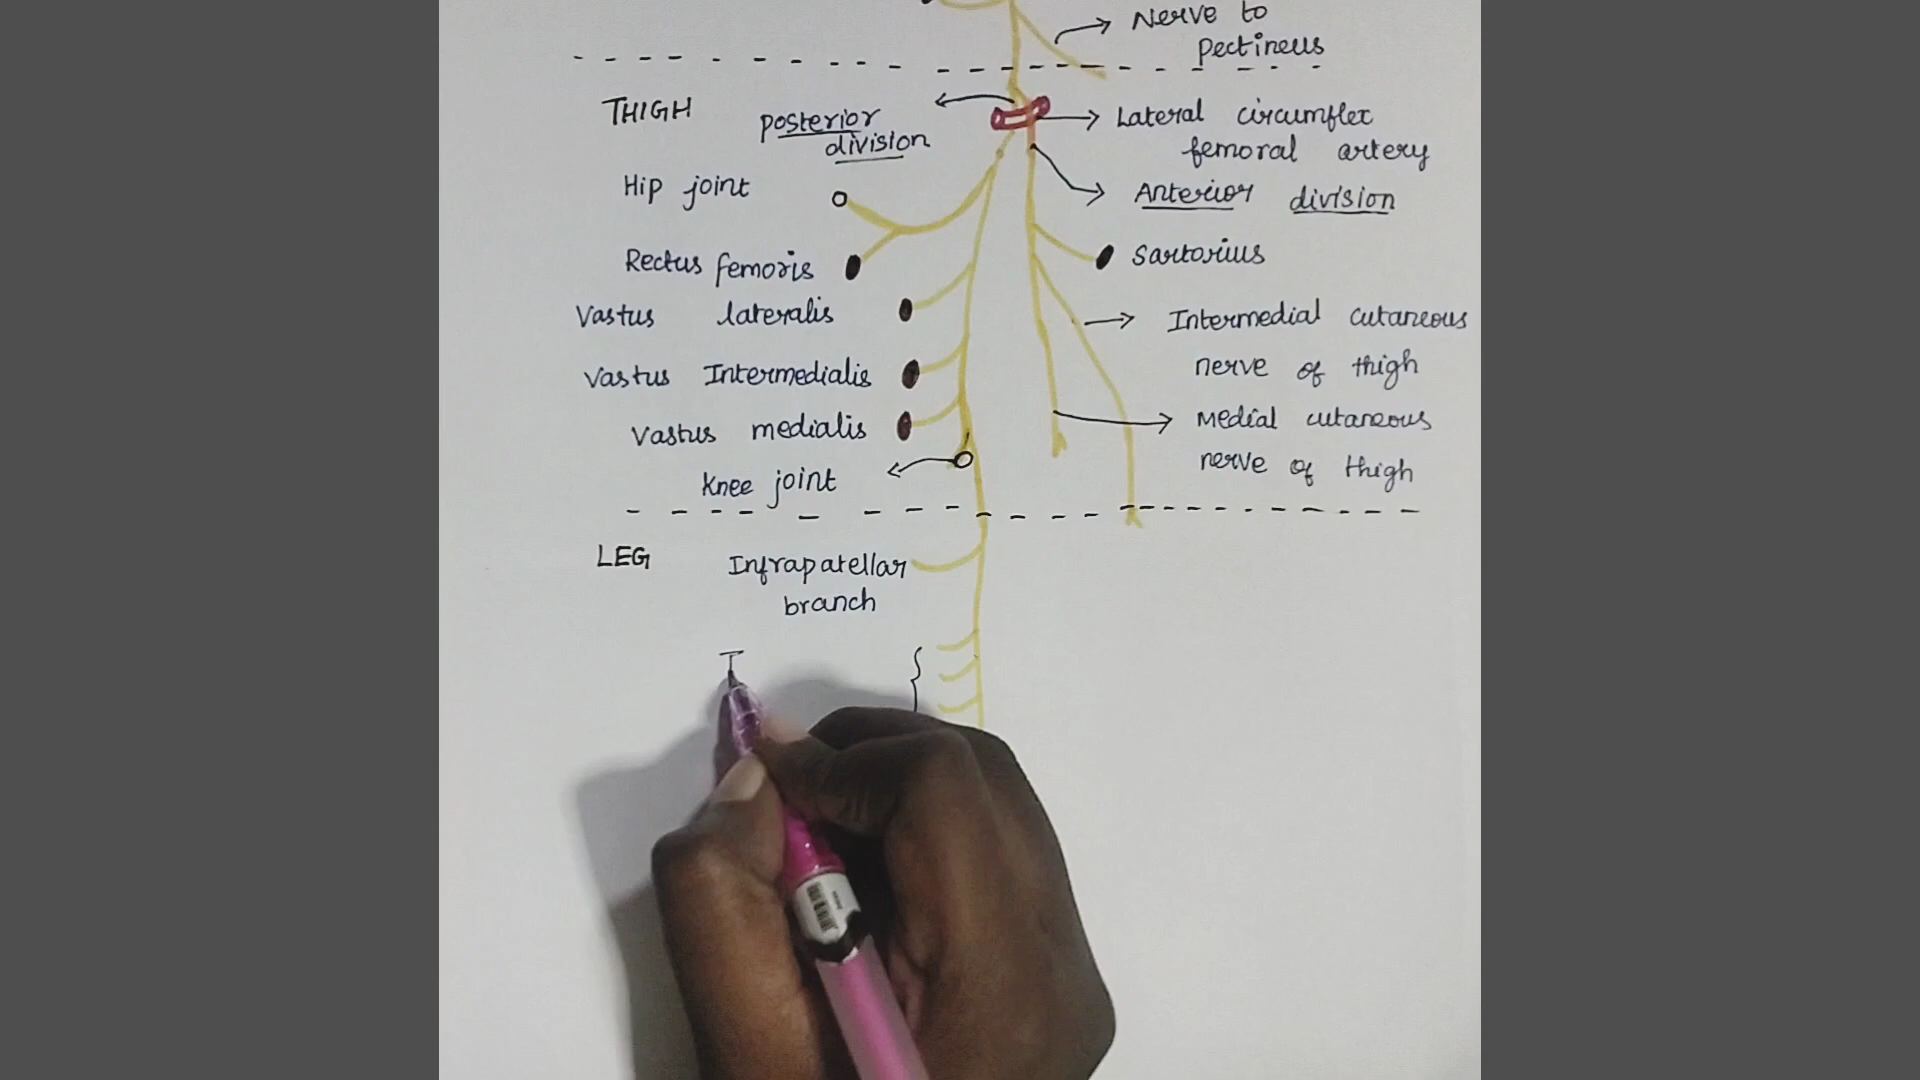 Nerve to
Pectineus
THIGH
posterior
division
Lateral circumflex
femoral artery
Hip joint
Anterior division
Rectus femoris
Sartorius
Vastus lateralis
Intermedial cutaneous
nerve of thigh
Vastus Intermedialis
Vastus medialis
Medial cutaneous
nerve of thigh
Knee joint
LEG
Infrapatellar
branch
I